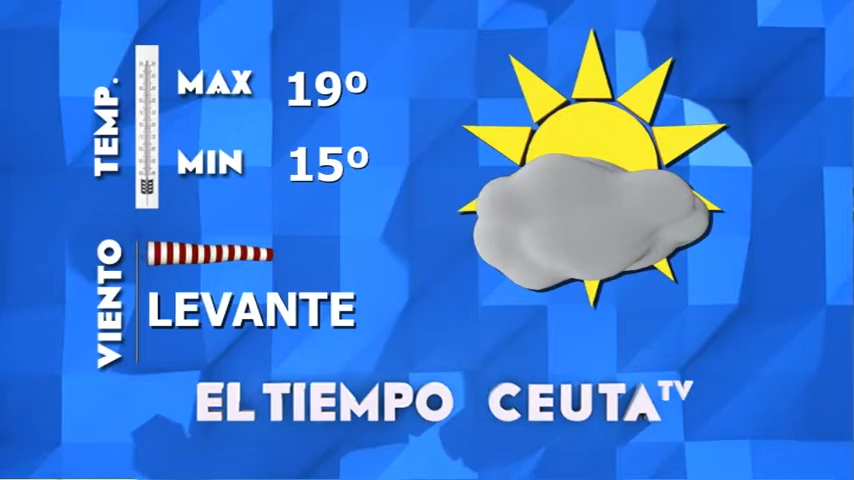 TEMP.
MAX 19º
MIN 15º
VIENTO
LEVANTE
EL TIEMPO CEUTA TV